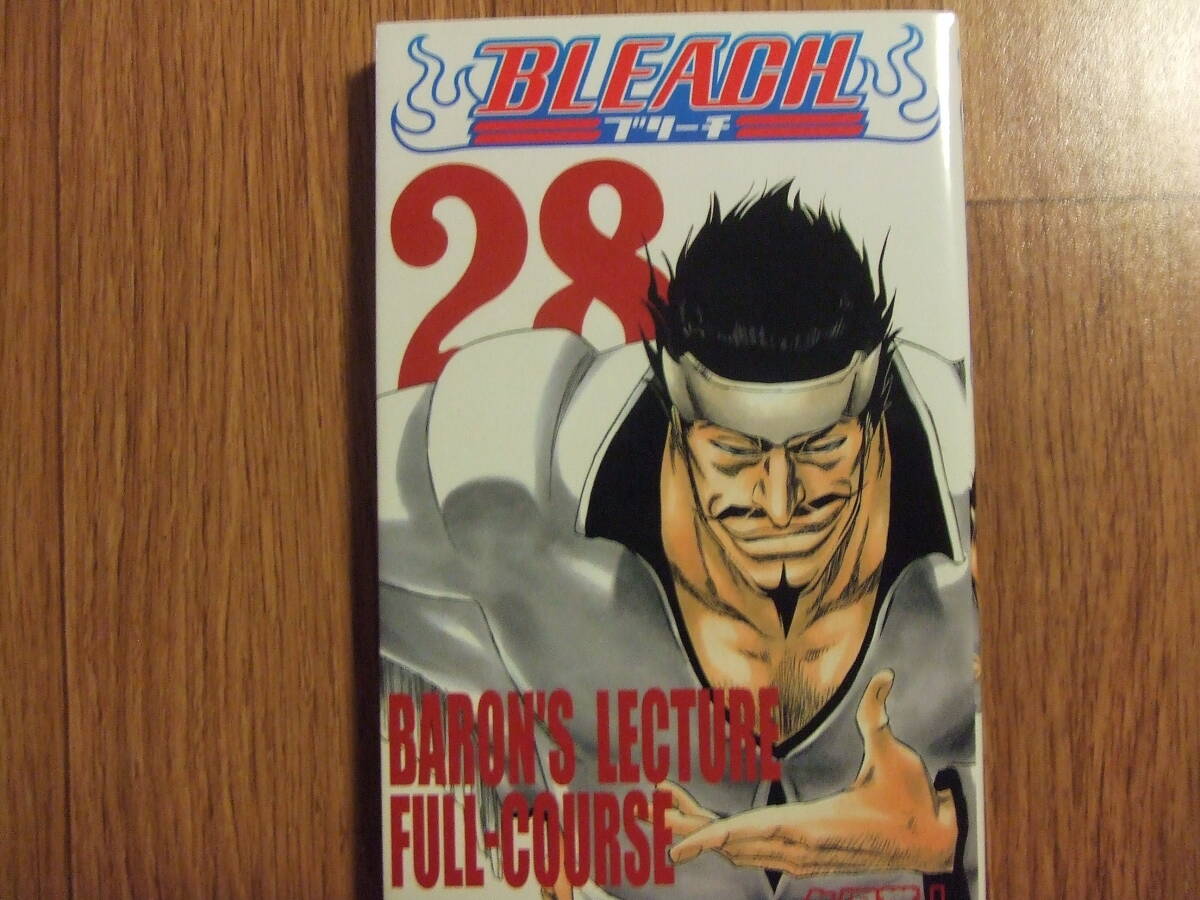 BLEACH
ブリーチ
28
BARON'S LECTURE
FULL-COURSE